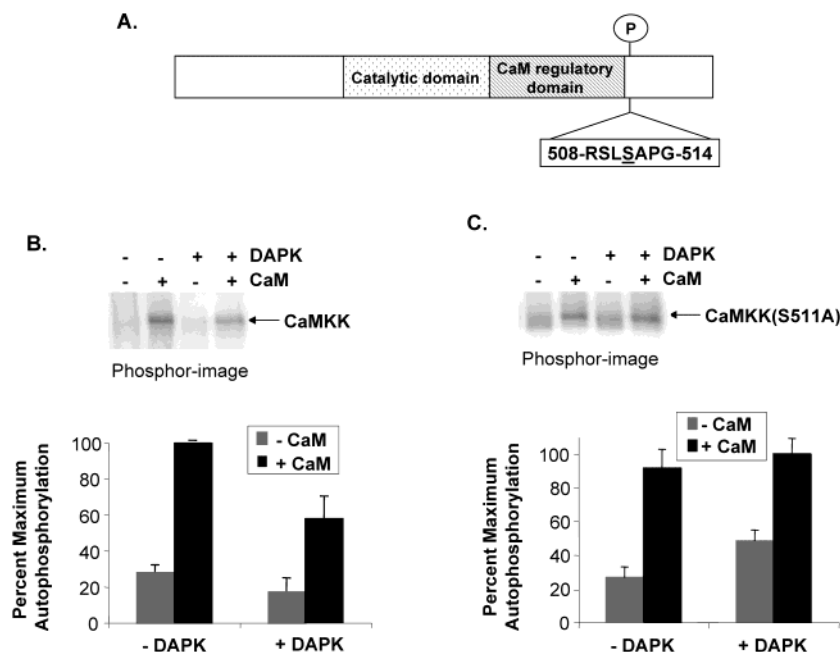 A.
P
Catalytic domain
CaM regulatory
domain
508-RSLSAPG-514
B.
- - + + DAPK
- + - + CaM
CaMKK
Phosphor-image
Percent Maximum
Autophosphorylation
100
80
60
40
20
0
- CaM
+ CaM
- DAPK
+ DAPK
C.
- - + + DAPK
- + - + CaM
CaMKK(S511A)
Phosphor-image
Percent Maximum
Autophosphorylation
100
80
60
40
20
0
- CaM
+ CaM
- DAPK
+ DAPK